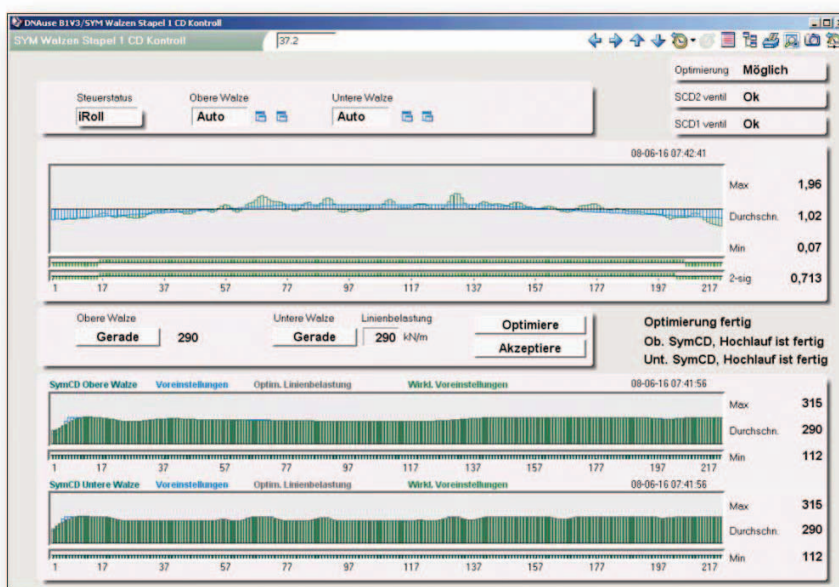 DNAuse B1V3/SYM Walzen Stapel 1 CD Kontroll
SYM Walzen Stapel 1 CD Kontroll
37.2
Optimierung Möglich
SCD2 ventil Ok
SCD1 ventil Ok
Steuerstatus Obere Walze Untere Walze
iRoll Auto Auto
08-06-16 07:42:41
Max 1,96
Durchschn. 1,02
Min 0,07
2-sig 0,713
1 17 37 57 77 97 117 137 157 177 197 217
Obere Walze Untere Walze Linienbelastung
Gerade 290 Gerade 290 kN/m
Optimiere
Akzeptiere
Optimierung fertig
Ob. SymCD, Hochlauf ist fertig
Unt. SymCD, Hochlauf ist fertig
SymCD Obere Walze Voreinstellungen Optim. Linienbelastung Wirkl. Voreinstellungen 08-06-16 07:41:56
Max 315
Durchschn. 290
Min 112
1 17 37 57 77 97 117 137 157 177 197 217
SymCD Untere Walze Voreinstellungen Optim. Linienbelastung Wirkl. Voreinstellungen 08-06-16 07:41:56
Max 315
Durchschn. 290
Min 112
1 17 37 57 77 97 117 137 157 177 197 217